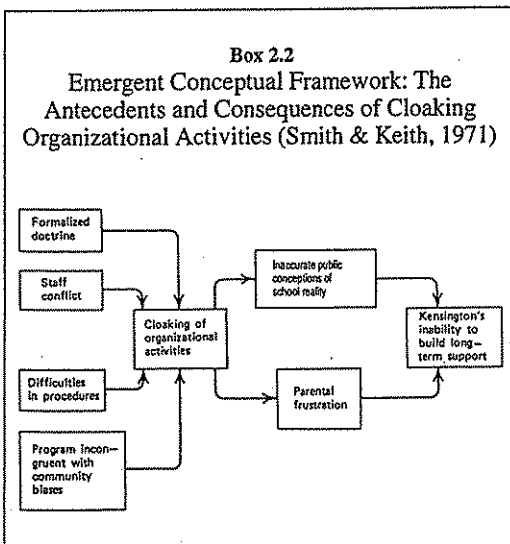 Box 2.2
Emergent Conceptual Framework: The
Antecedents and Consequences of Cloaking
Organizational Activities (Smith & Keith, 1971)
Formalized
doctrine
Staff
conflict
Difficulties
in procedures
Program incon-
gruent with
community
biases
Cloaking of
organizational
activities
Inaccurate public
conceptions of
school reality
Parental
frustration
Kensington's
inability to
build long-
term support